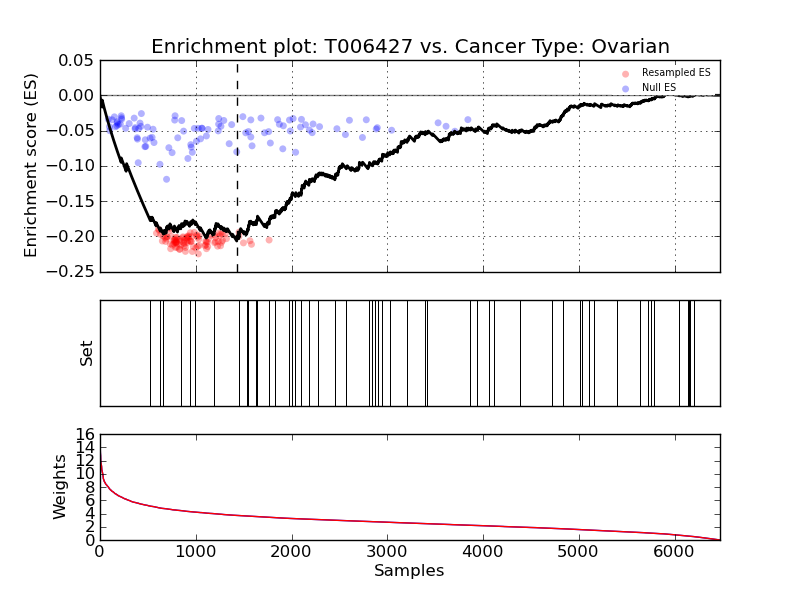 Enrichment plot: T006427 vs. Cancer Type: Ovarian
0.05
0.00
−0.05
−0.10
−0.15
−0.20
−0.25
Enrichment score (ES)
Resampled ES
Null ES
Set
16
14
12
10
8
6
4
2
0
Weights
0 1000 2000 3000 4000 5000 6000
Samples